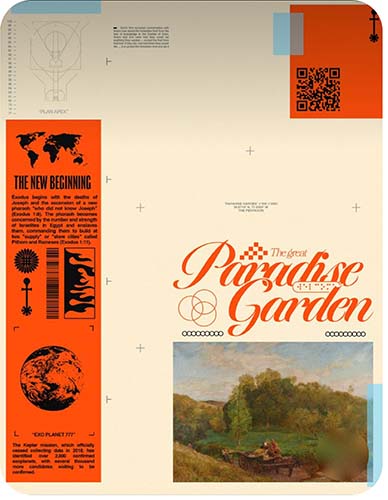 "PLAN APEX"
THE NEW BEGINNING
Exodus begins with the deaths of
Joseph and the ascension of a new
pharaoh "who did not know Joseph"
(Exodus 1:8). The pharaoh becomes
concerned by the number and strength
of Israelites in Egypt and enslaves
them, commanding them to build at
two "supply" or "store cities" called
Pithom and Rameses (Exodus 1:11).
"EXO PLANET 777"
The Kepler mission, which officially
ceased collecting data in 2018, has
identified over 2,000 confirmed
exoplanets, with several thousand
more candidates waiting to be
confirmed.
The great
Paradise
Garden